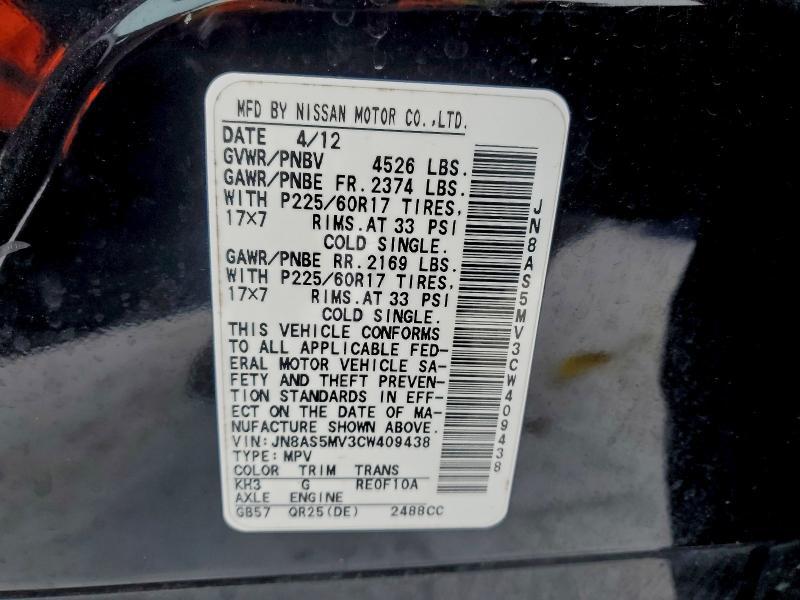 MFD BY NISSAN MOTOR CO.,LTD.
DATE 4/12
GVWR/PNBV 4526 LBS.
GAWR/PNBE FR. 2374 LBS.
WITH P225/60R17 TIRES,
17×7 RIMS.AT 33 PSI
COLD SINGLE.
GAWR/PNBE RR. 2169 LBS.
WITH P225/60R17 TIRES,
17×7 RIMS.AT 33 PSI
COLD SINGLE.
THIS VEHICLE CONFORMS
TO ALL APPLICABLE FED-
ERAL MOTOR VEHICLE SA-
FETY AND THEFT PREVEN-
TION STANDARDS IN EFF-
ECT ON THE DATE OF MA-
NUFACTURE SHOWN ABOVE.
VIN: JN8AS5MV3CW409438
TYPE: MPV
COLOR TRIM TRANS
KH3 G RE0F10A
AXLE ENGINE
GB57 QR25(DE) 2488CC
JN8AS5MV3CW409438